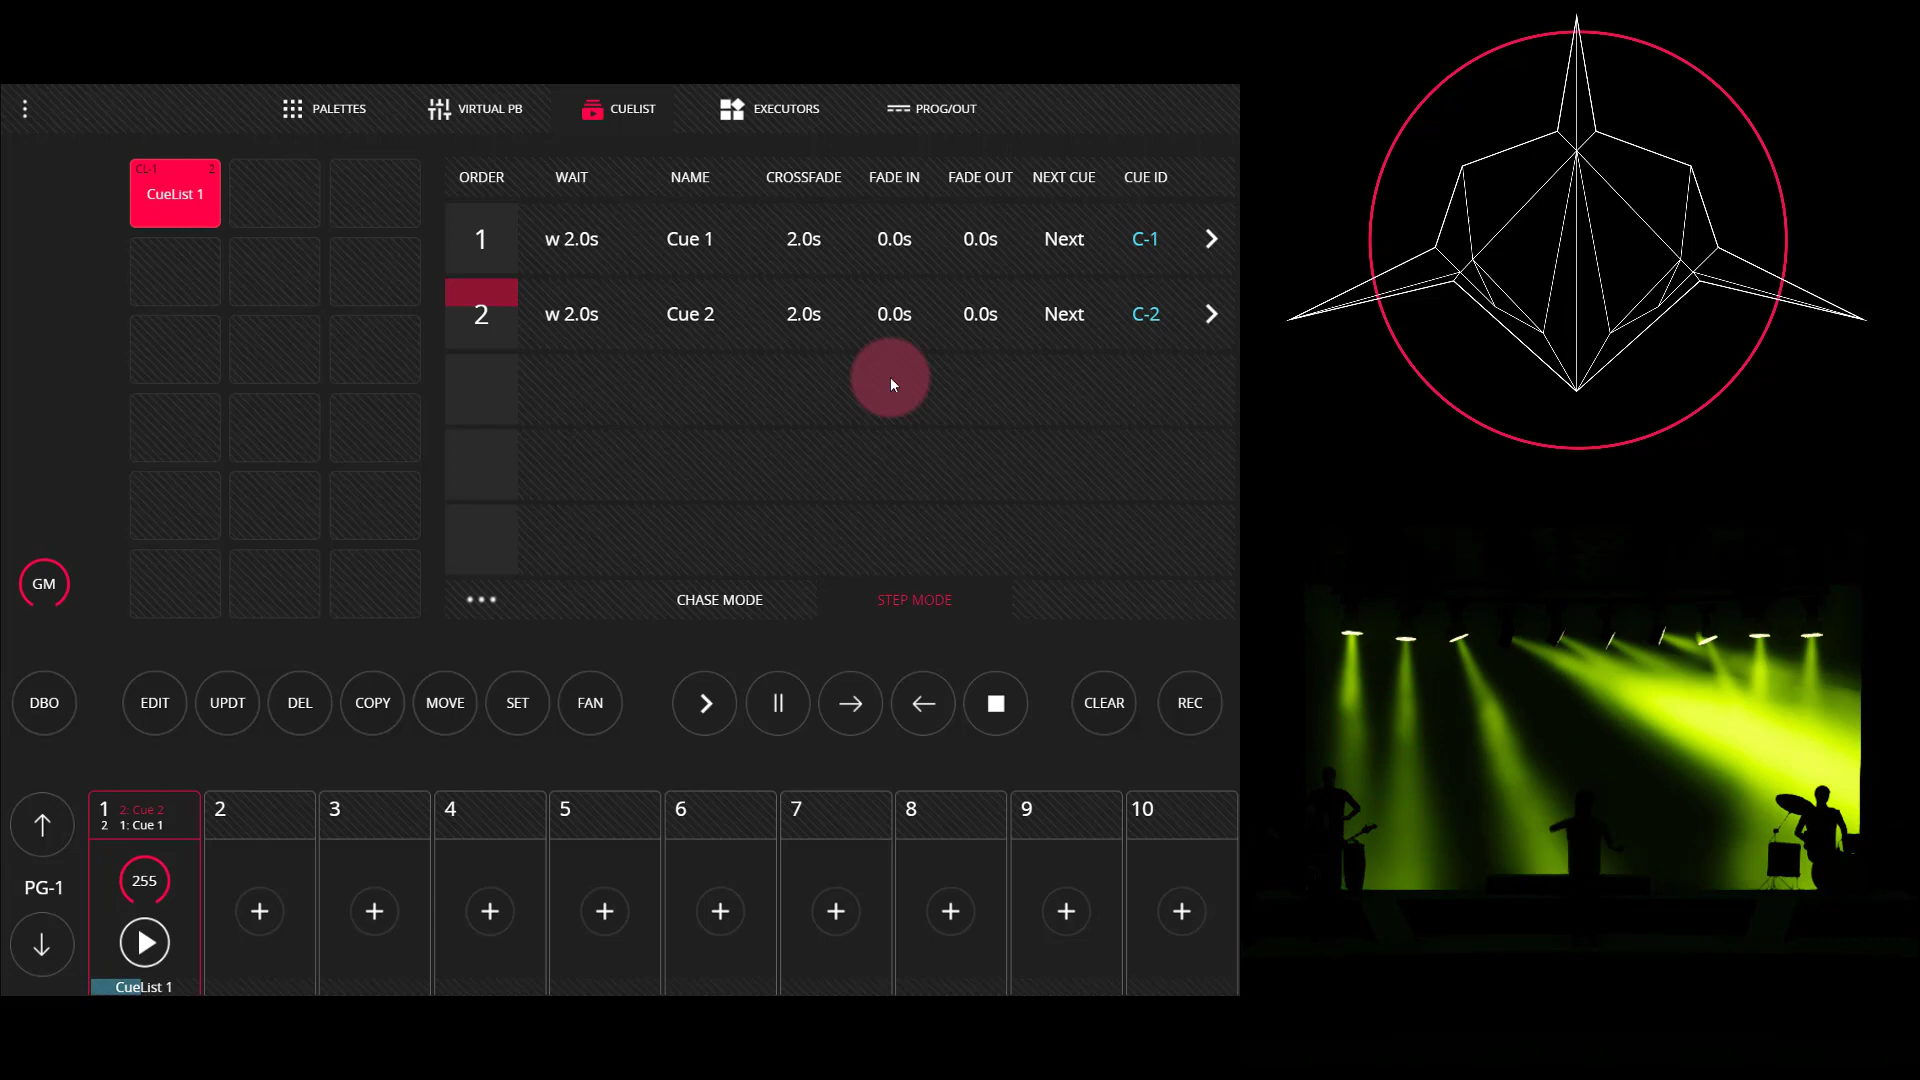 PALETTES
VIRTUAL PB
CUELIST
EXECUTORS
PROG/OUT
CL-1 2
CueList 1
ORDER WAIT NAME CROSSFADE FADE IN FADE OUT NEXT CUE CUE ID
1 w 2.0s Cue 1 2.0s 0.0s 0.0s Next C-1
2 w 2.0s Cue 2 2.0s 0.0s 0.0s Next C-2
GM
CHASE MODE
STEP MODE
DBO
EDIT
UPDT
DEL
COPY
MOVE
SET
FAN
CLEAR
REC
1 2: Cue 2
2 1: Cue 1
2
3
4
5
6
7
8
9
10
255
PG-1
CueList 1